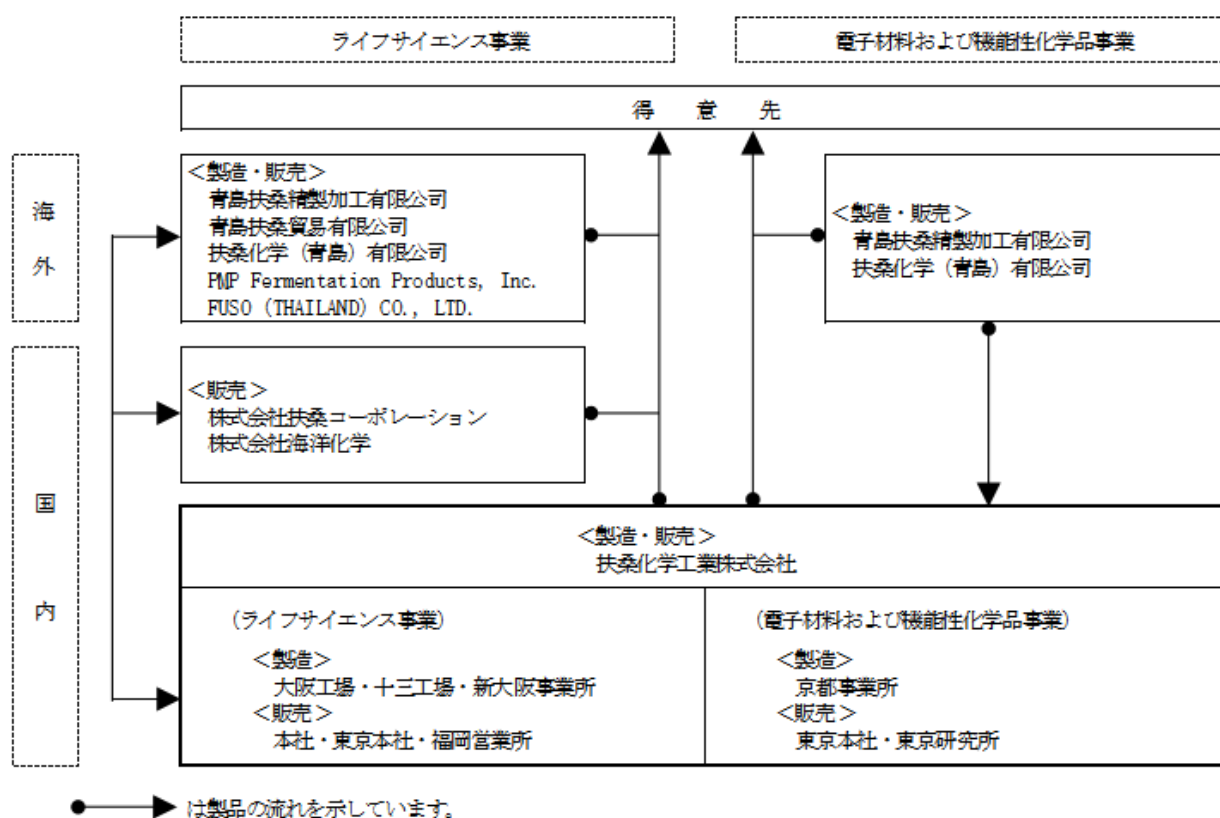 ライフサイエンス事業
電子材料および機能性化学品事業
得意先
海外
<製造・販売>
青島扶桑精製加工有限公司
青島扶桑貿易有限公司
扶桑化学(青島)有限公司
PMP Fermentation Products, Inc.
FUSO (THAILAND) CO., LTD.
<製造・販売>
青島扶桑精製加工有限公司
扶桑化学(青島)有限公司
国内
<販売>
株式会社扶桑コーポレーション
株式会社海洋化学
<製造・販売>
扶桑化学工業株式会社
(ライフサイエンス事業)
<製造>
大阪工場・十三工場・新大阪事業所
<販売>
本社・東京本社・福岡営業所
(電子材料および機能性化学品事業)
<製造>
京都事業所
<販売>
東京本社・東京研究所
は製品の流れを示しています。